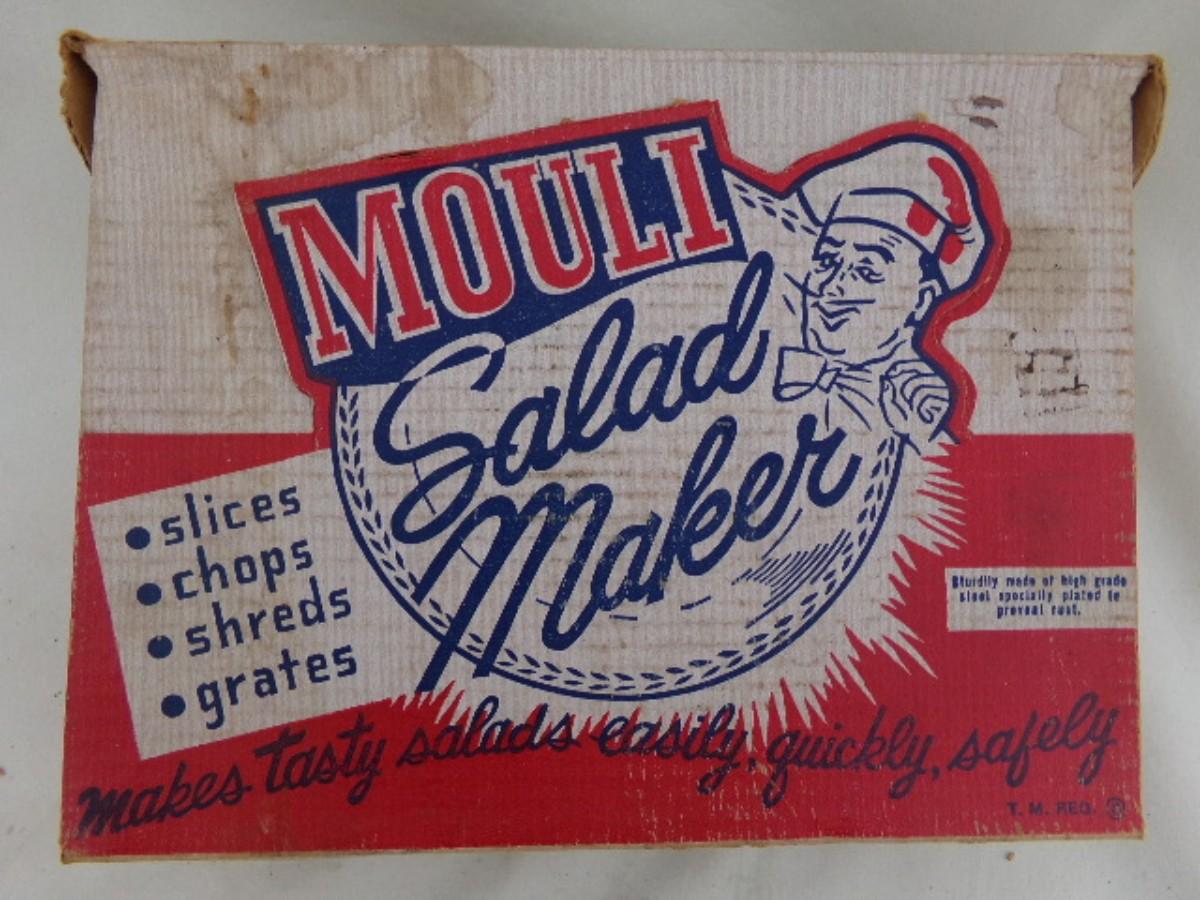 MOULI
Salad
Maker
• slices
• chops
• shreds
• grates
Sturdily made of high grade
steel specially plated to
prevent rust.
makes tasty salads easily, quickly, safely
T. M. REG. ©